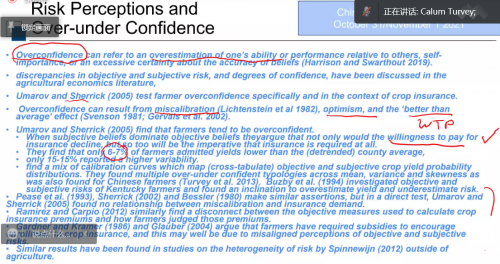 Risk Perceptions and
Over-under Confidence
正在讲话: Calum Turvey;
October 31November 1 2021
• Overconfidence can refer to an overestimation of one's ability or performance relative to others, self-
importance, or an excessive certainty about the accuracy of beliefs (Harrison and Swarthout 2019).
• discrepancies in objective and subjective risk, and degrees of confidence, have been discussed in the
agricultural economics literature,
• Umarov and Sherrick (2005) test farmer overconfidence specifically and in the context of crop insurance.
• Overconfidence can result from miscalibration (Lichtenstein et al 1982), optimism, and the 'better than
average' effect (Svenson 1981; Gervais et al. 2002).
WTP
• Umarov and Sherrick (2005) find that farmers tend to be overconfident.
• When subjective beliefs dominate objective beliefs theyargue that not only would the willingness to pay for
insurance decline, but so too will be the imperative that insurance is required at all.
• They find that only 6-7% of farmers admitted yields lower than the (detrended) county average,
• only 15-15% reported a higher variability.
• find a mix of calibration curves which map (cross-tabulate) objective and subjective crop yield probability
distributions. They found multiple over-under confident typologies across mean, variance and skewness as
was also found for Chinese farmers (Turvey et al. 2013). Buzby et al. (1994) investigated objective and
subjective risks of Kentucky farmers and found an inclination to overestimate yield and underestimate risk.
• Pease et al. (1993), Sherrick (2002) and Bessler (1980) make similar assertions, but in a direct test, Umarov and
Sherrick (2005) found no relationship between miscalibration and insurance demand.
• Ramirez and Carpio (2012) similarly find a disconnect between the objective measures used to calculate crop
insurance premiums and how farmers judged those premiums.
• Gardner and Kramer (1986) and Glauber (2004) argue that farmers have required subsidies to encourage
crop insurance, and this may well be due to misaligned perceptions of objective and subjective
risks.
• Similar results have been found in studies on the heterogeneity of risk by Spinnewijn (2012) outside of
agriculture.